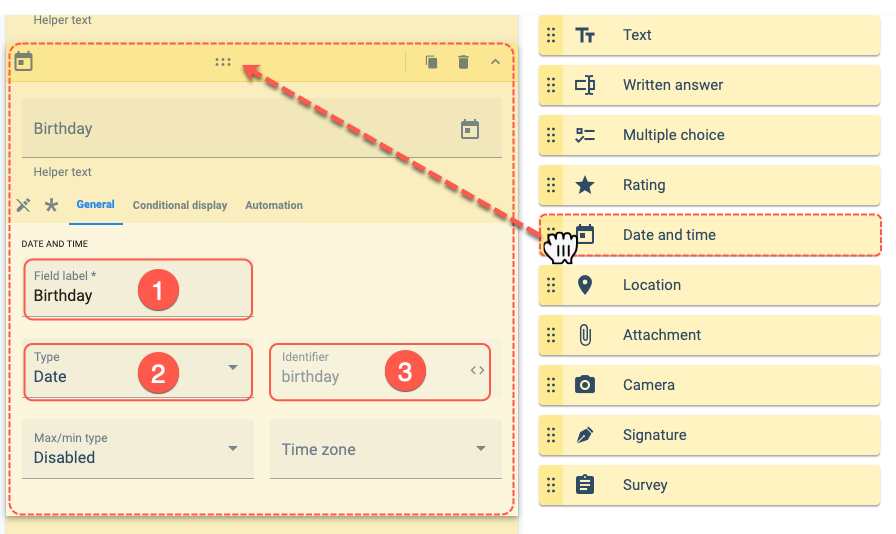 Helper text
Birthday
Helper text
General
Conditional display
Automation
DATE AND TIME
Field label *
Birthday
1
Type
Date
2
Identifier
birthday
3
Max/min type
Disabled
Time zone
Text
Written answer
Multiple choice
Rating
Date and time
Location
Attachment
Camera
Signature
Survey